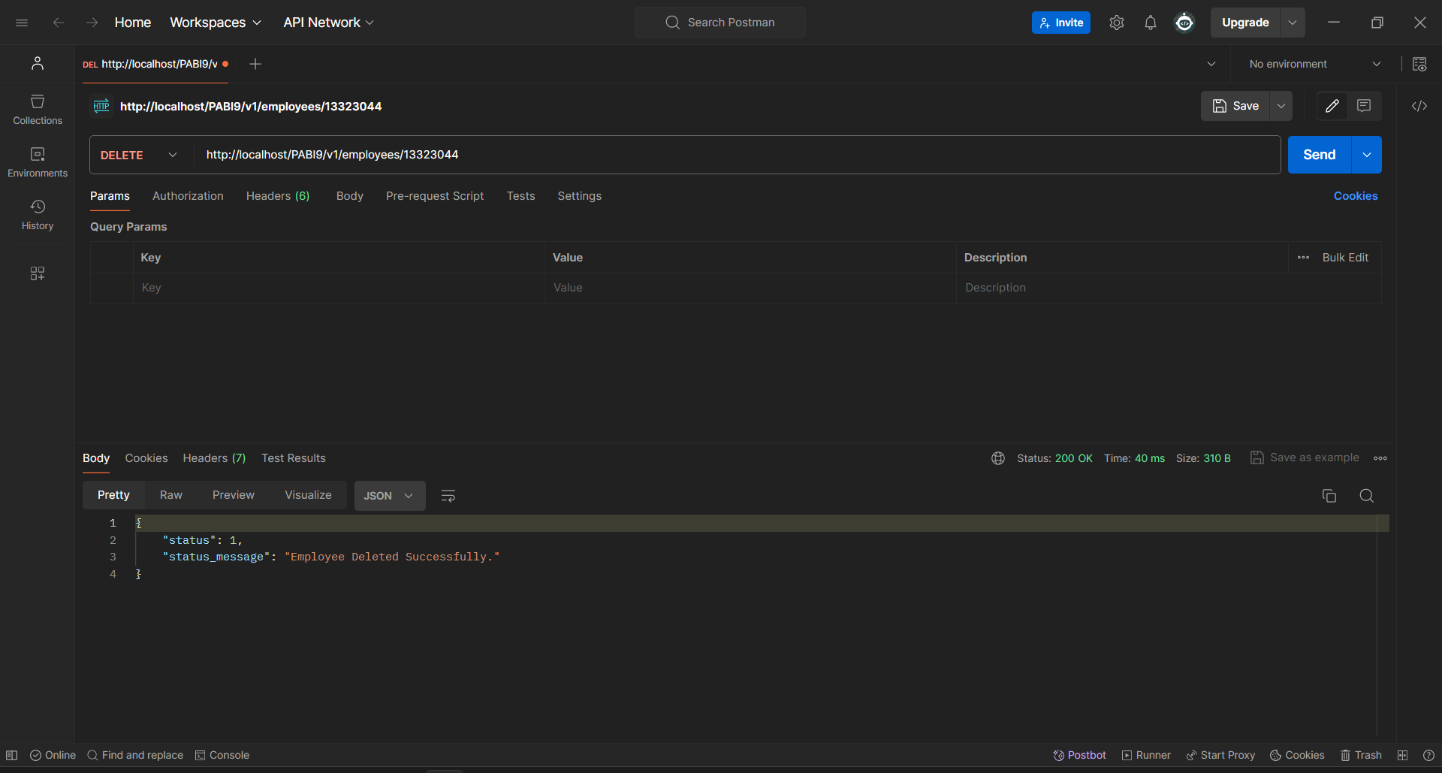 Home Workspaces API Network Search Postman Invite Upgrade
DEL http://localhost/PABI9/v No environment
HTTP http://localhost/PABI9/v1/employees/13323044 Save
Collections
Environments
History
DELETE http://localhost/PABI9/v1/employees/13323044 Send
Params Authorization Headers (6) Body Pre-request Script Tests Settings Cookies
Query Params
Key Value Description Bulk Edit
Key Value Description
Body Cookies Headers (7) Test Results Status: 200 OK Time: 40 ms Size: 310 B Save as example
Pretty Raw Preview Visualize JSON
1 {
2 "status": 1,
3 "status_message": "Employee Deleted Successfully."
4 }
Online Find and replace Console Postbot Runner Start Proxy Cookies Trash